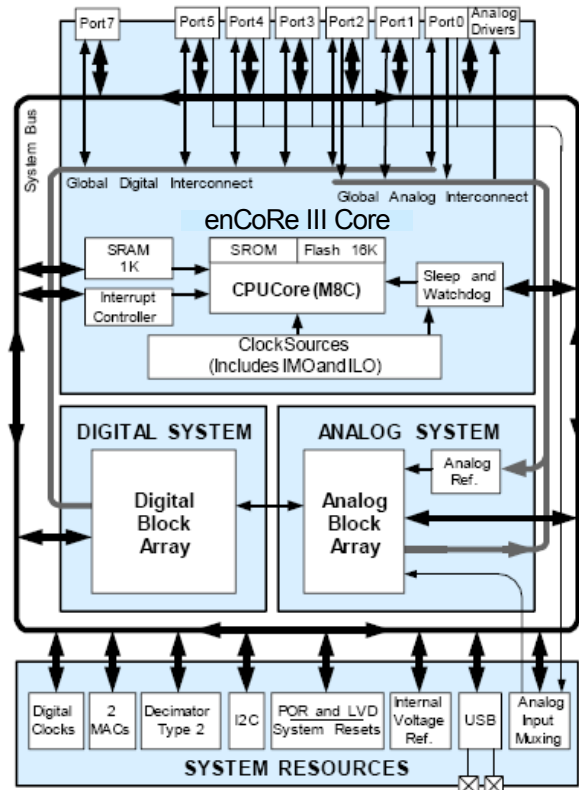 Port7 Port5 Port4 Port3 Port2 Port1 Port0 Analog
Drivers
System Bus
Global Digital Interconnect
Global Analog Interconnect
enCoRe III Core
SRAM
1K
SROM Flash 16K
CPUCore (M8C)
Sleep and
Watchdog
Interrupt
Controller
ClockSources
(Includes IMO and ILO)
DIGITAL SYSTEM
Digital
Block
Array
ANALOG SYSTEM
Analog
Block
Array
Analog
Ref.
Digital
Clocks
2
MACs
Decimator
Type 2
I2C
POR and LVD
System Resets
Internal
Voltage
Ref.
USB
Analog
Input
Muxing
SYSTEM RESOURCES